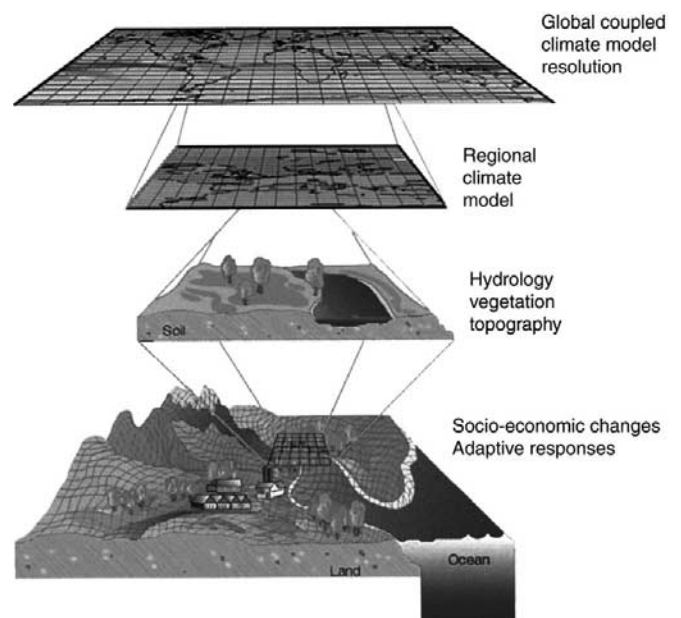 Global coupled
climate model
resolution
Regional
climate
model
Hydrology
vegetation
topography
Soil
Socio-economic changes
Adaptive responses
Ocean
Land